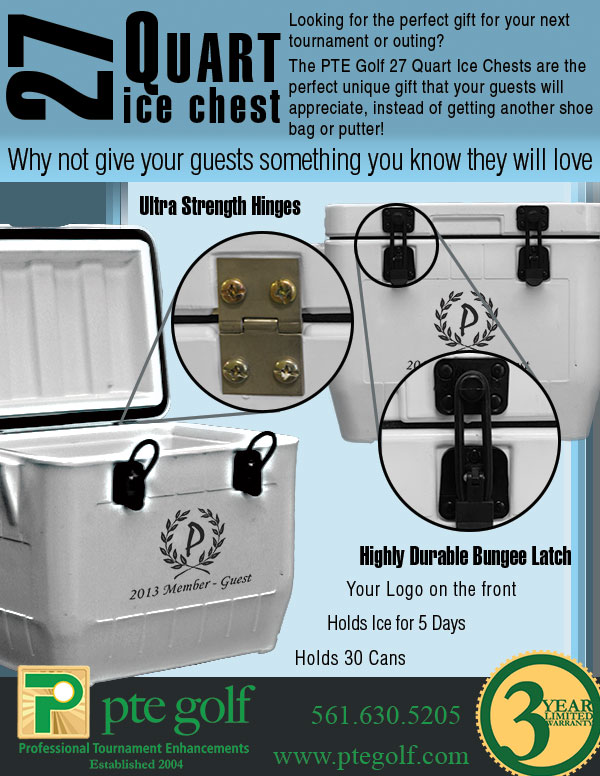 27 QUART
ice chest
Looking for the perfect gift for your next
tournament or outing?
The PTE Golf 27 Quart Ice Chests are the
perfect unique gift that your guests will
appreciate, instead of getting another shoe
bag or putter!
Why not give your guests something you know they will love
Ultra Strength Hinges
P
20
P
2013 Member - Guest
Highly Durable Bungee Latch
Your Logo on the front
Holds Ice for 5 Days
Holds 30 Cans
P pte golf
Professional Tournament Enhancements
Established 2004
561.630.5205
www.ptegolf.com
3 YEAR
LIMITED
WARRANTY